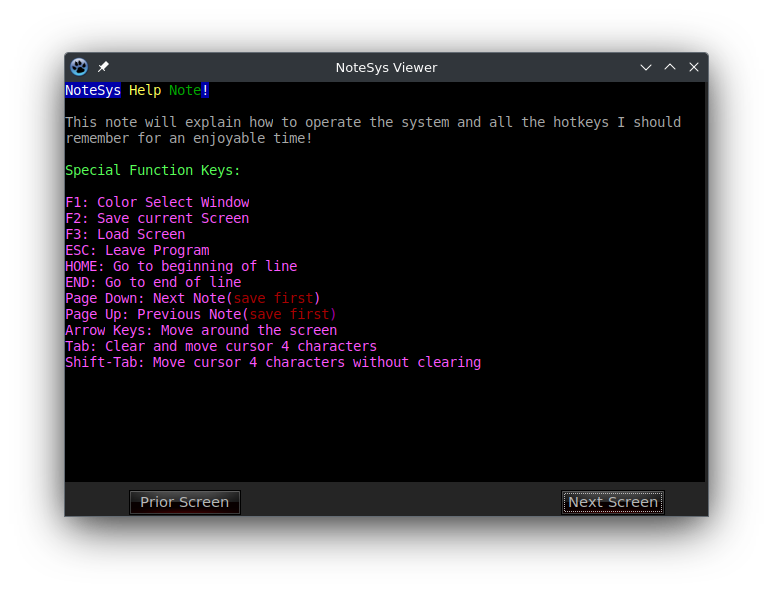 NoteSys Viewer
NoteSys Help Note!
This note will explain how to operate the system and all the hotkeys I should
remember for an enjoyable time!
Special Function Keys:
F1: Color Select Window
F2: Save current Screen
F3: Load Screen
ESC: Leave Program
HOME: Go to beginning of line
END: Go to end of line
Page Down: Next Note(save first)
Page Up: Previous Note(save first)
Arrow Keys: Move around the screen
Tab: Clear and move cursor 4 characters
Shift-Tab: Move cursor 4 characters without clearing
Prior Screen
Next Screen